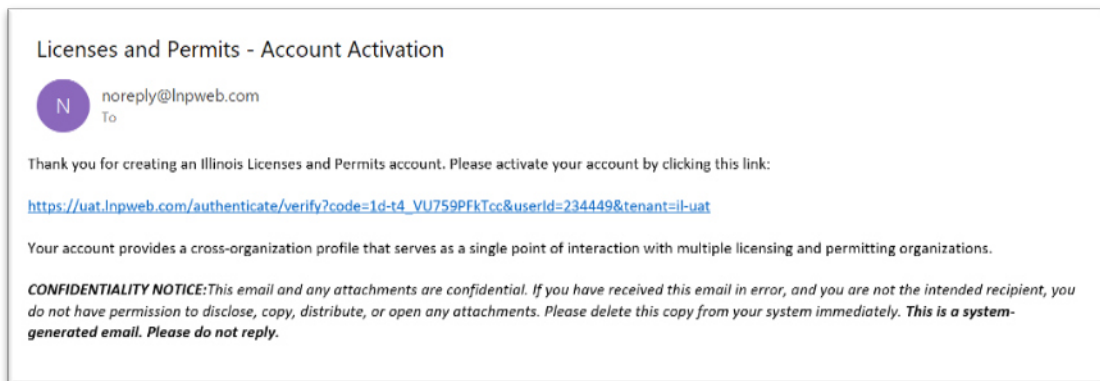 Licenses and Permits - Account Activation
N
noreply@lnpweb.com
To
Thank you for creating an Illinois Licenses and Permits account. Please activate your account by clicking this link:
https://uat.lnpweb.com/authenticate/verify?code=1d-t4_VU759PFkTcc&userId=234449&tenant=il-uat
Your account provides a cross-organization profile that serves as a single point of interaction with multiple licensing and permitting organizations.
CONFIDENTIALITY NOTICE:This email and any attachments are confidential. If you have received this email in error, and you are not the intended recipient, you
do not have permission to disclose, copy, distribute, or open any attachments. Please delete this copy from your system immediately. This is a system-
generated email. Please do not reply.